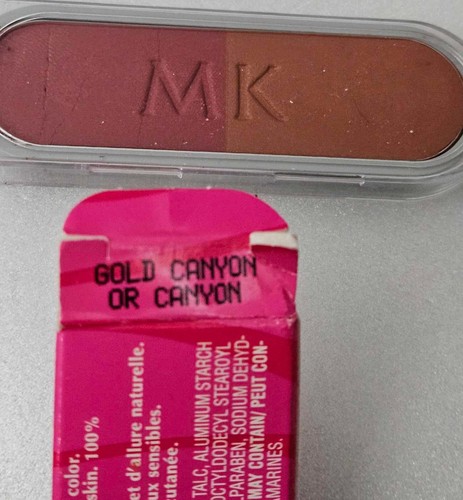 MK
GOLD CANYON
OR CANYON
color.
skin. 100%
et d'allure naturelle.
ux sensibles.
cutanée.
TALC, ALUMINUM STARCH
OCTYLDODECYL STEAROYL
PARABEN, SODIUM DEHYD-
MAY CONTAIN/ PEUT CON-
MARINES.